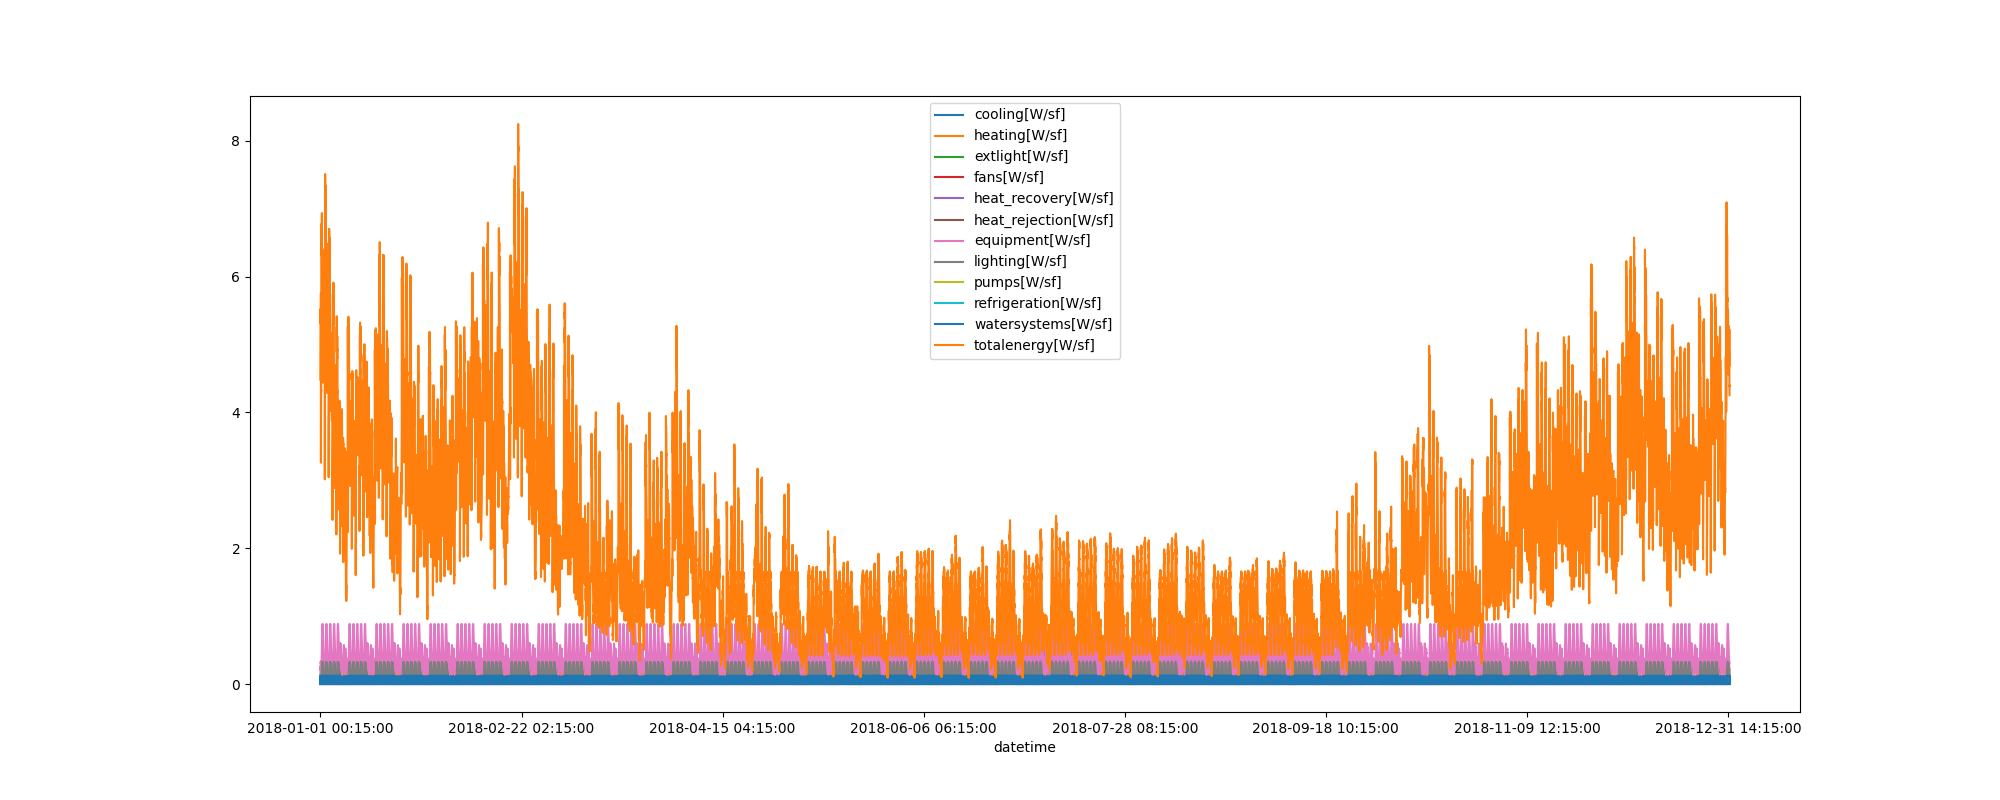 cooling[W/sf]
heating[W/sf]
extlight[W/sf]
fans[W/sf]
heat_recovery[W/sf]
heat_rejection[W/sf]
equipment[W/sf]
lighting[W/sf]
pumps[W/sf]
refrigeration[W/sf]
watersystems[W/sf]
totalenergy[W/sf]
8
6
4
2
0
2018-01-01 00:15:00 2018-02-22 02:15:00 2018-04-15 04:15:00 2018-06-06 06:15:00 2018-07-28 08:15:00 2018-09-18 10:15:00 2018-11-09 12:15:00 2018-12-31 14:15:00
datetime